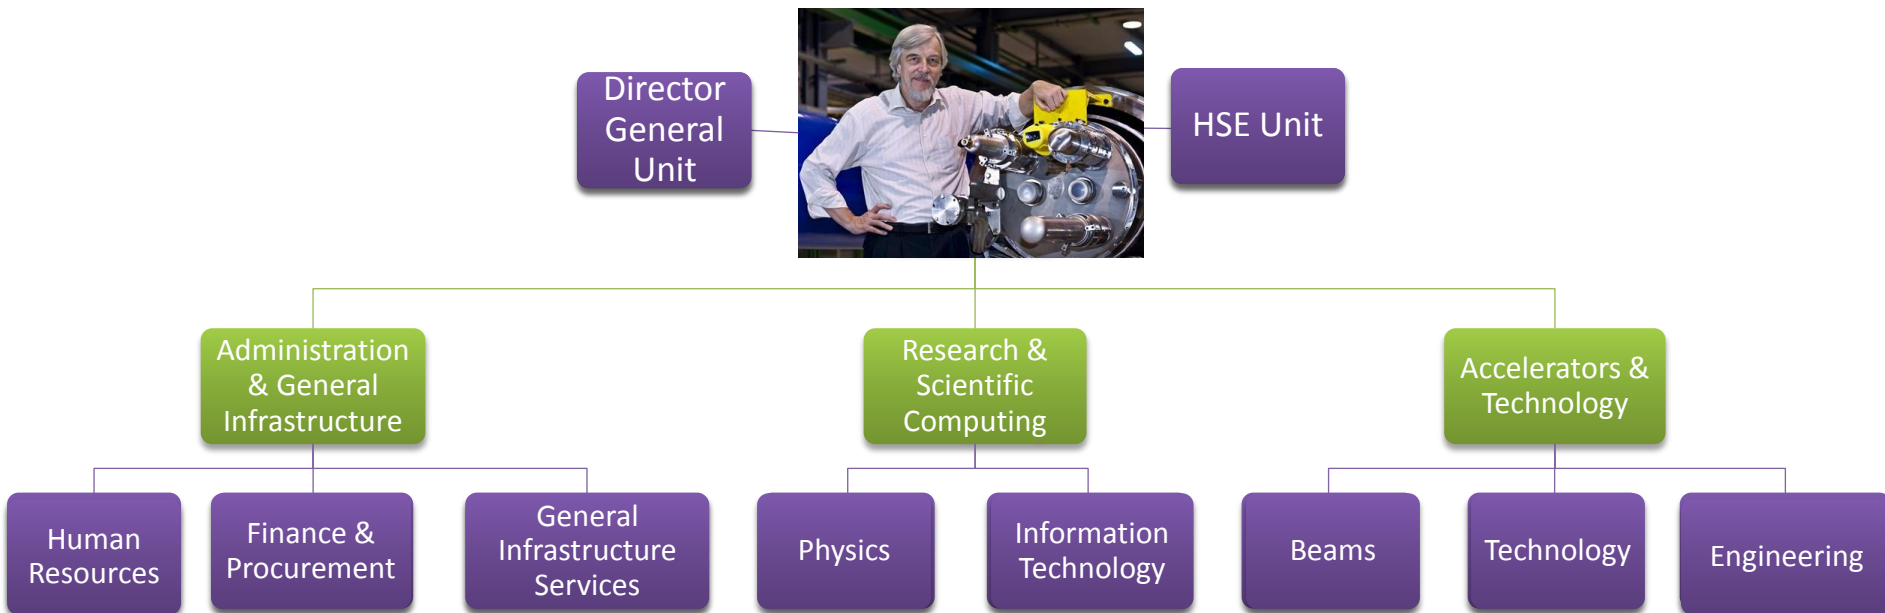 Director
General
Unit
HSE Unit
Administration
& General
Infrastructure
Research &
Scientific
Computing
Accelerators &
Technology
Human
Resources
Finance &
Procurement
General
Infrastructure
Services
Physics
Information
Technology
Beams
Technology
Engineering